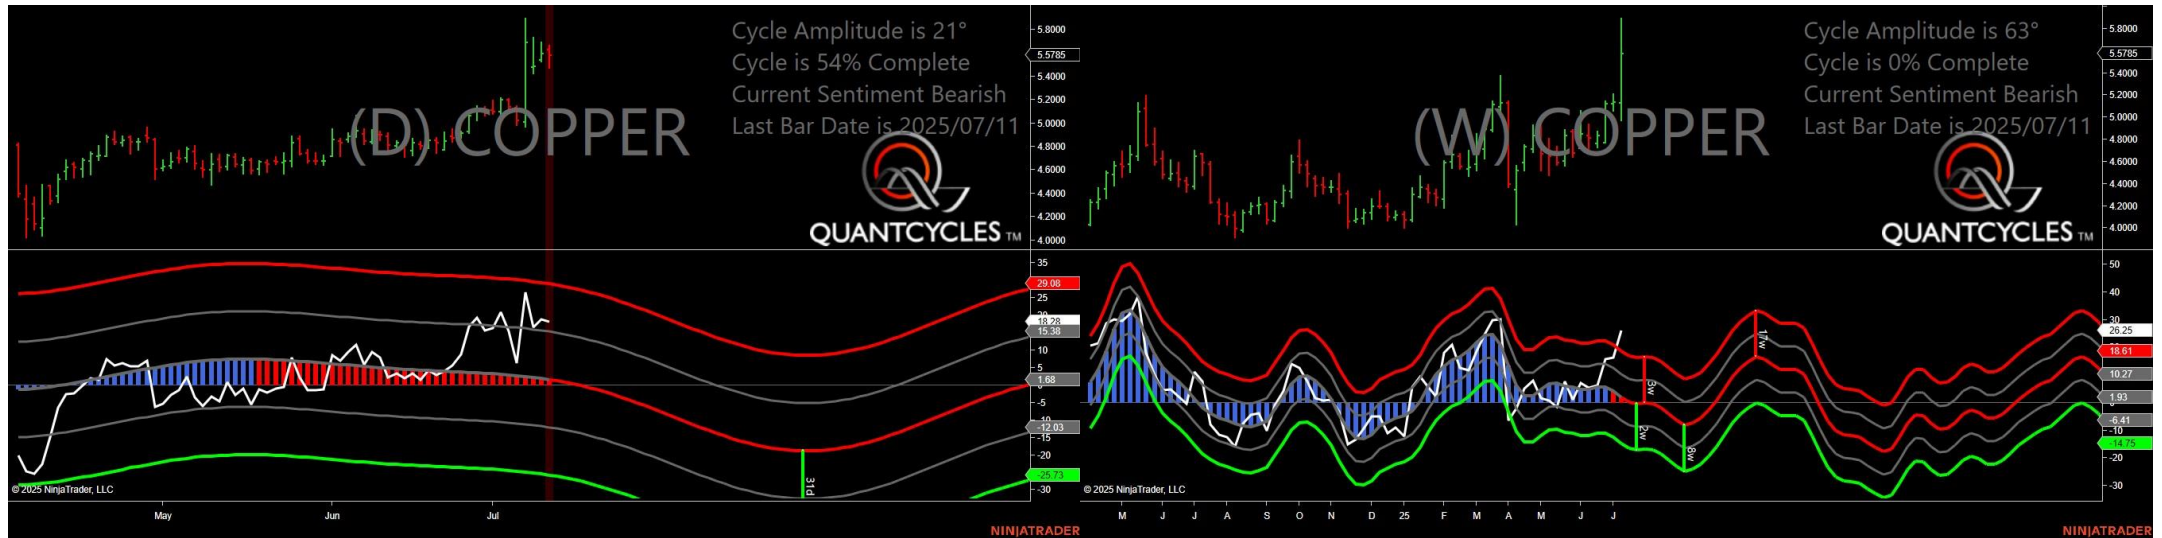 Cycle Amplitude is 21°
Cycle is 54% Complete
Current Sentiment Bearish
Last Bar Date is 2025/07/11
(D) COPPER
QUANTCYCLES TM
5.8000
5.5785
5.4000
5.2000
5.0000
4.8000
4.6000
4.4000
4.2000
4.0000
35
29.08
25
18.28
15.38
10
5
1.68
-5
-10
-12.03
-15
-20
-25.73
-30
31d
© 2025 NinjaTrader, LLC
May Jun Jul
NINJATRADER
Cycle Amplitude is 63°
Cycle is 0% Complete
Current Sentiment Bearish
Last Bar Date is 2025/07/11
(W) COPPER
QUANTCYCLES TM
5.8000
5.5785
5.4000
5.2000
5.0000
4.8000
4.6000
4.4000
4.2000
4.0000
50
40
30
26.25
18.61
10.27
1.93
-6.41
-10
-14.75
-20
-30
3w
2w
8w
17w
© 2025 NinjaTrader, LLC
M J J A S O N D 25 F M A M J J
NINJATRADER